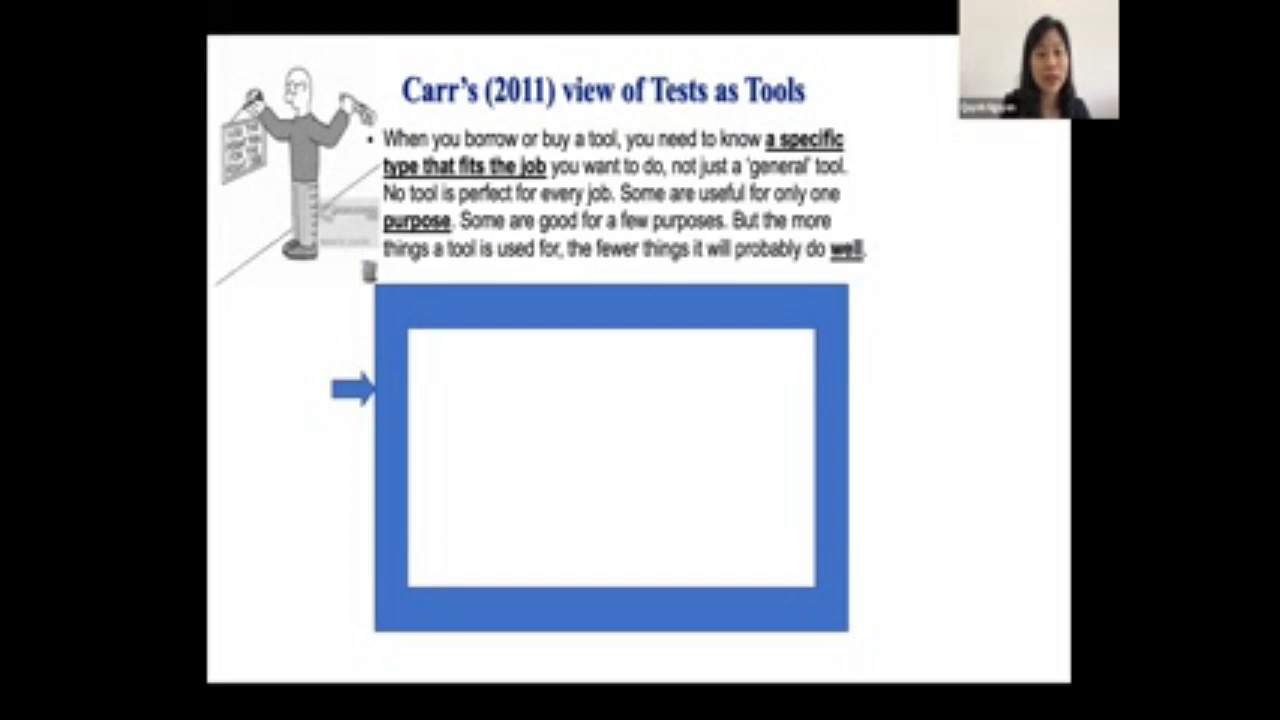 Carr's (2011) view of Tests as Tools
• When you borrow or buy a tool, you need to know a specific
type that fits the job you want to do, not just a 'general' tool.
No tool is perfect for every job. Some are useful for only one
purpose. Some are good for a few purposes. But the more
things a tool is used for, the fewer things it will probably do well.